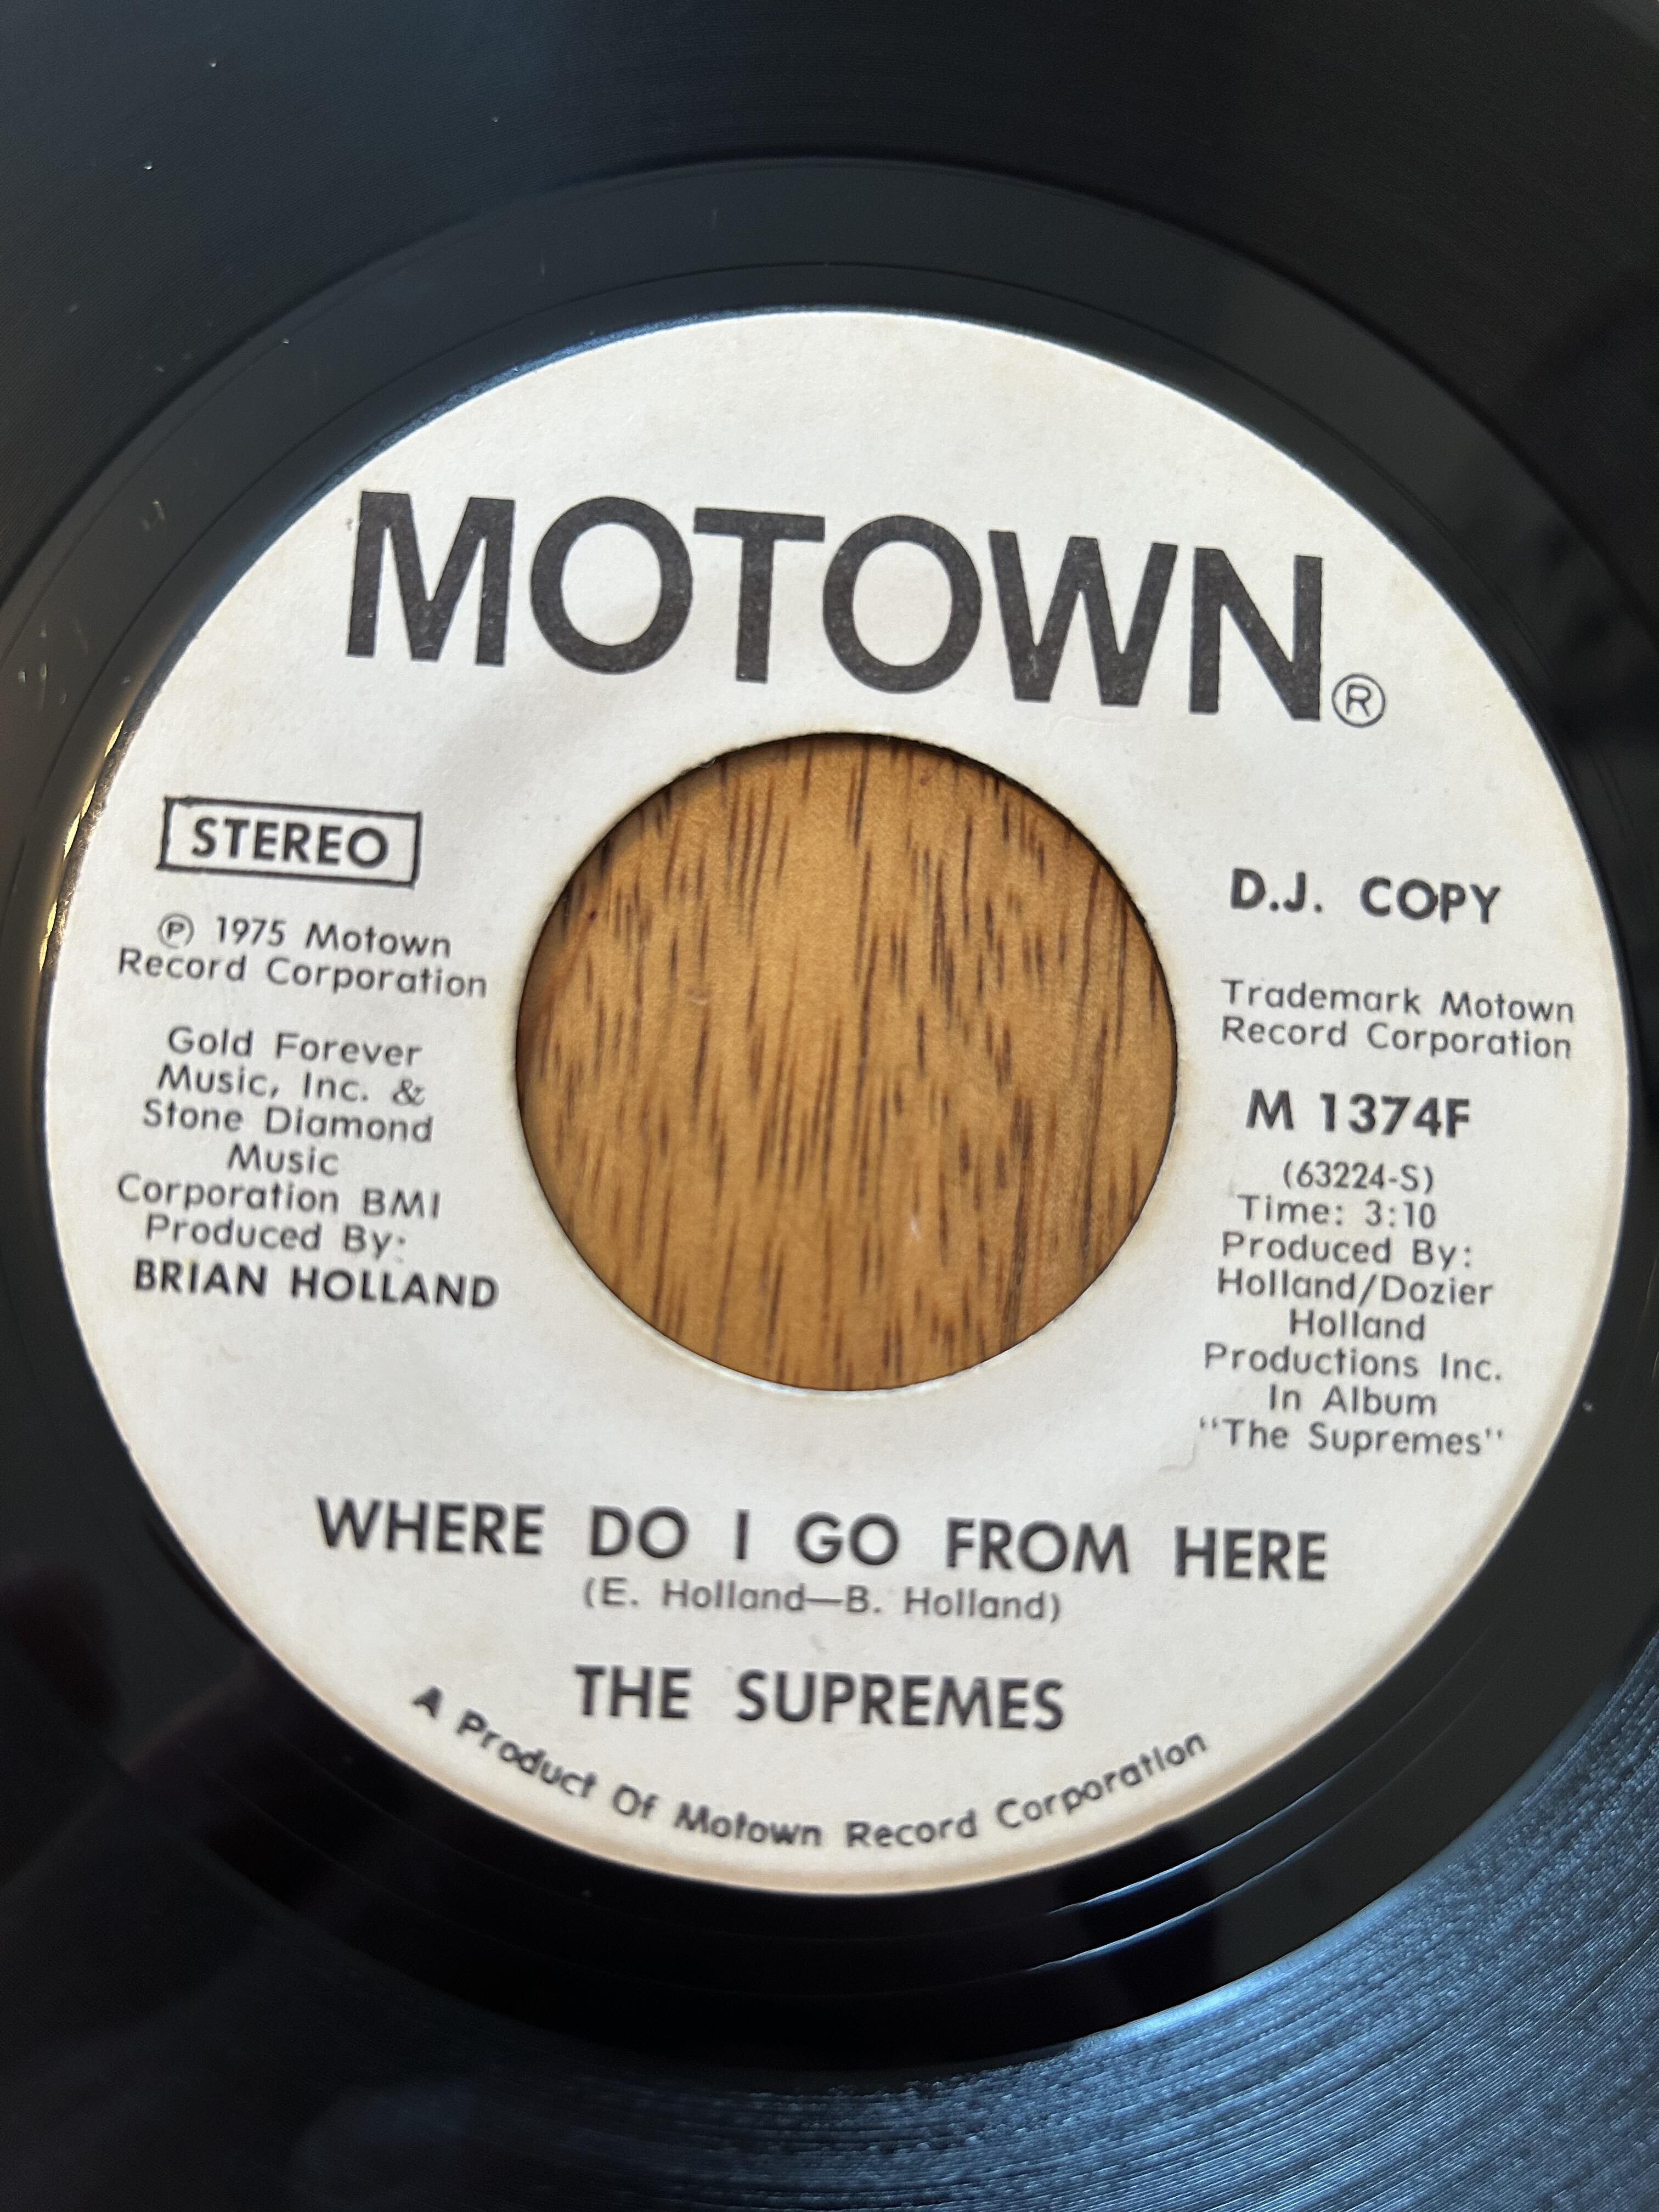 MOTOWN®
STEREO
℗ 1975 Motown
Record Corporation
Gold Forever
Music, Inc. &
Stone Diamond
Music
Corporation BMI
Produced By:
BRIAN HOLLAND
D.J. COPY
Trademark Motown
Record Corporation
M 1374F
(63224-S)
Time: 3:10
Produced By:
Holland/Dozier
Holland
Productions Inc.
In Album
"The Supremes"
WHERE DO I GO FROM HERE
(E. Holland—B. Holland)
THE SUPREMES
A Product Of Motown Record Corporation